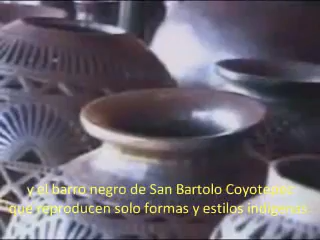 y el barro negro de San Bartolo Coyotepec
que reproducen solo formas y estilos indígenas